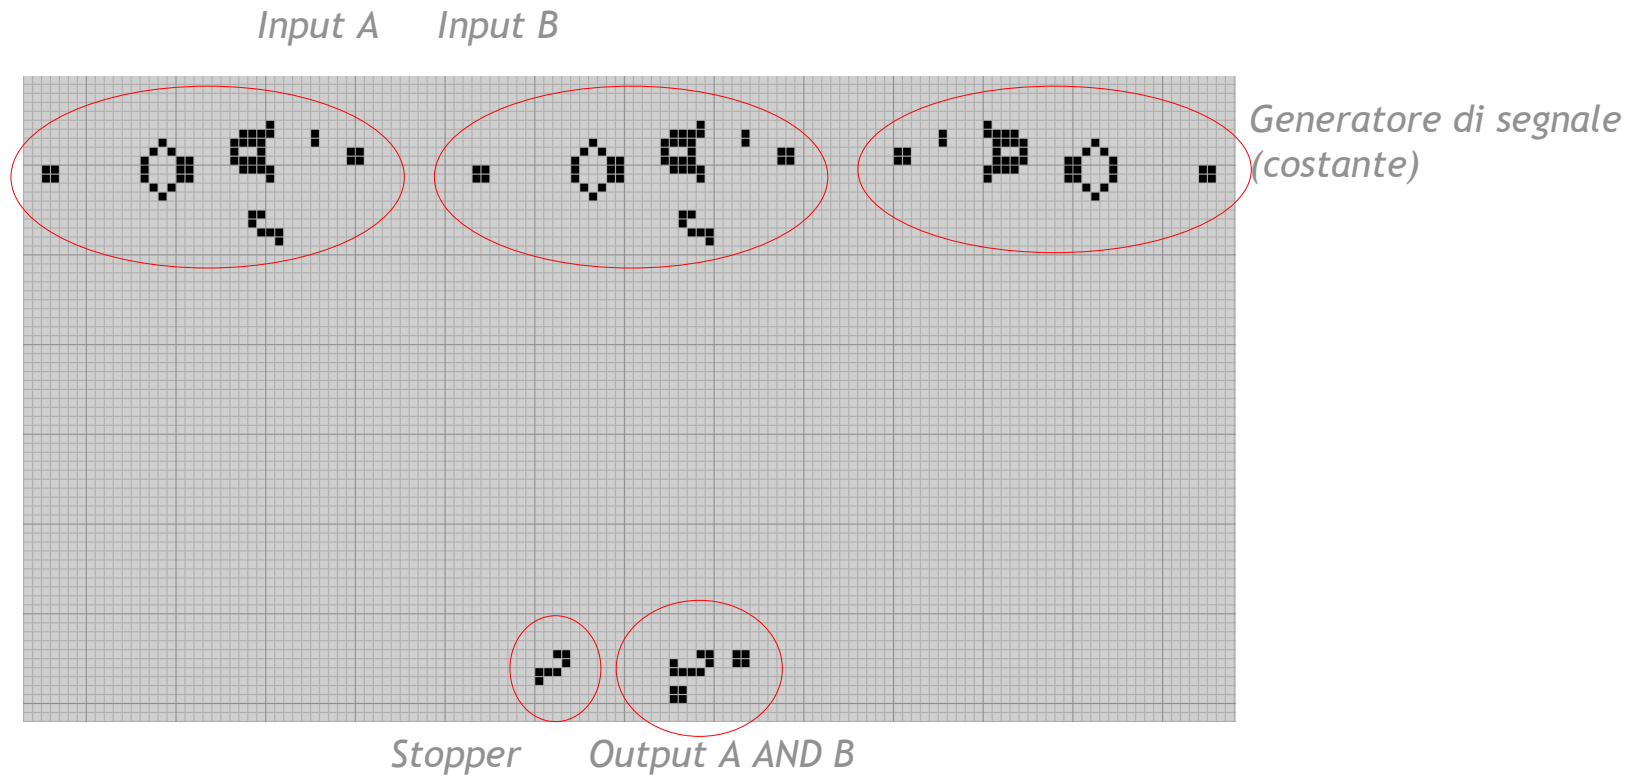 Input A
Input B
Generatore di segnale
(costante)
Stopper
Output A AND B